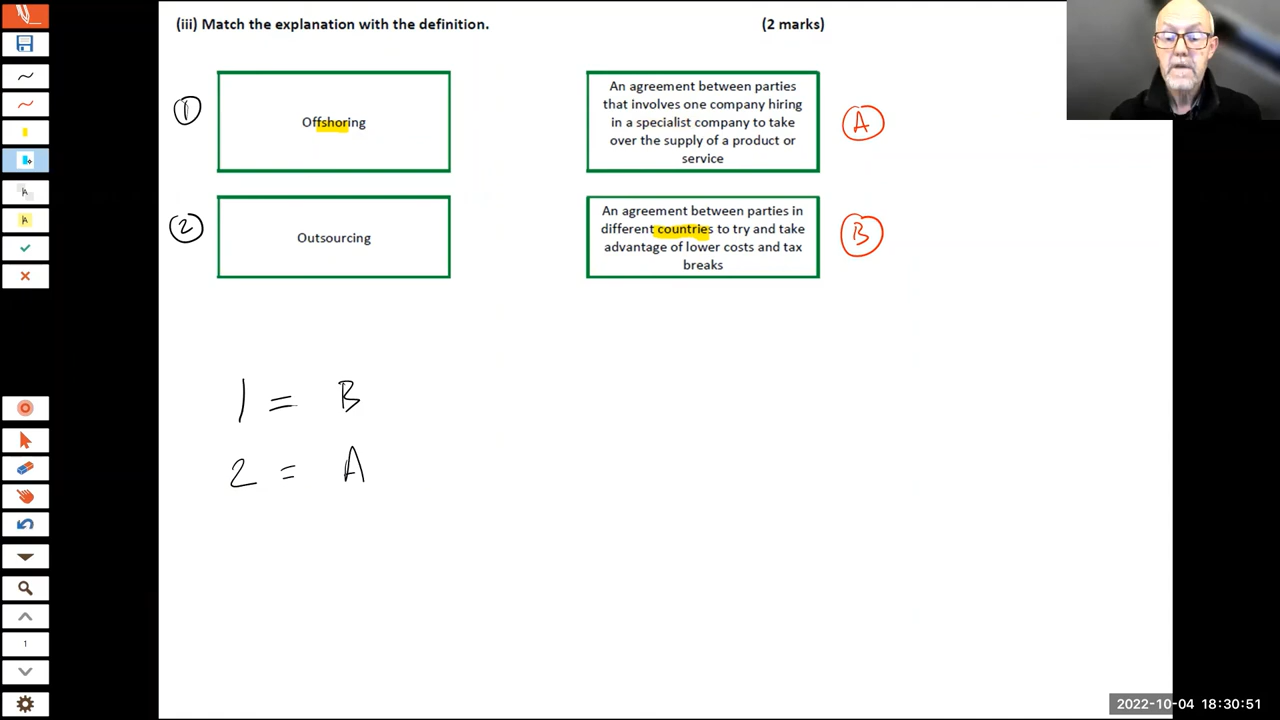 (iii) Match the explanation with the definition. (2 marks)
1 Offshoring
An agreement between parties
that involves one company hiring
in a specialist company to take
over the supply of a product or
service
A
2 Outsourcing
An agreement between parties in
different countries to try and take
advantage of lower costs and tax
breaks
B
1 = B
2 = A
1
2022-10-04 18:30:51